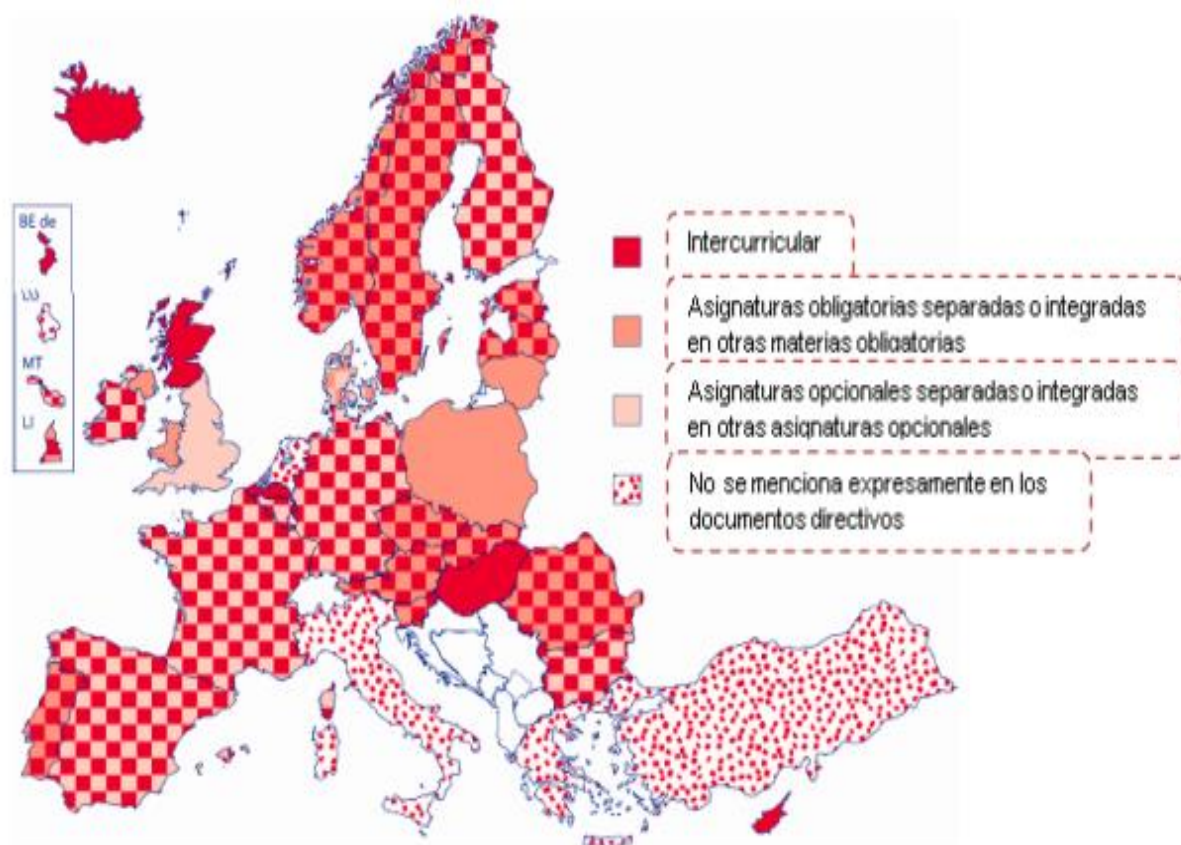 BE de
MT
LI
Intercurricular
Asignaturas obligatorias separadas o integradas
en otras materias obligatorias
Asignaturas opcionales separadas o integradas
en otras asignaturas opcionales
No se menciona expresamente en los
documentos directivos